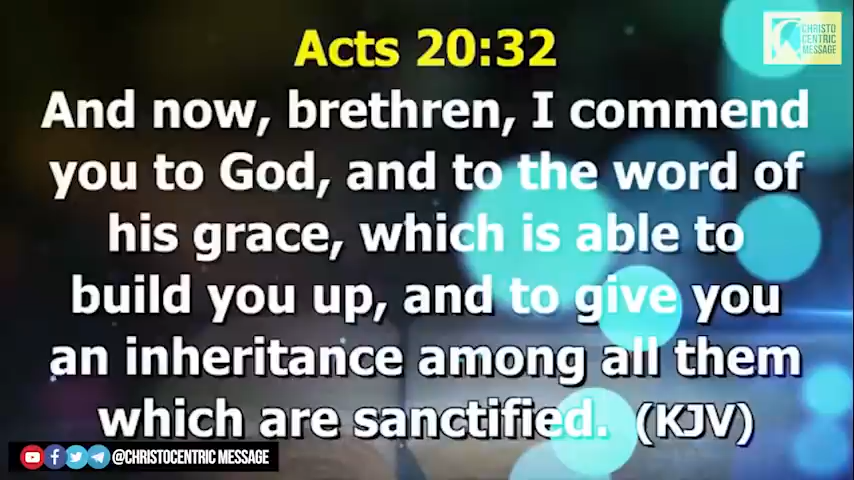 Acts 20:32
CHRISTO
CENTRIC
MESSAGE
And now, brethren, I commend
you to God, and to the word of
his grace, which is able to
build you up, and to give you
an inheritance among all them
which are sanctified. (KJV)
@CHRISTOCENTRIC MESSAGE